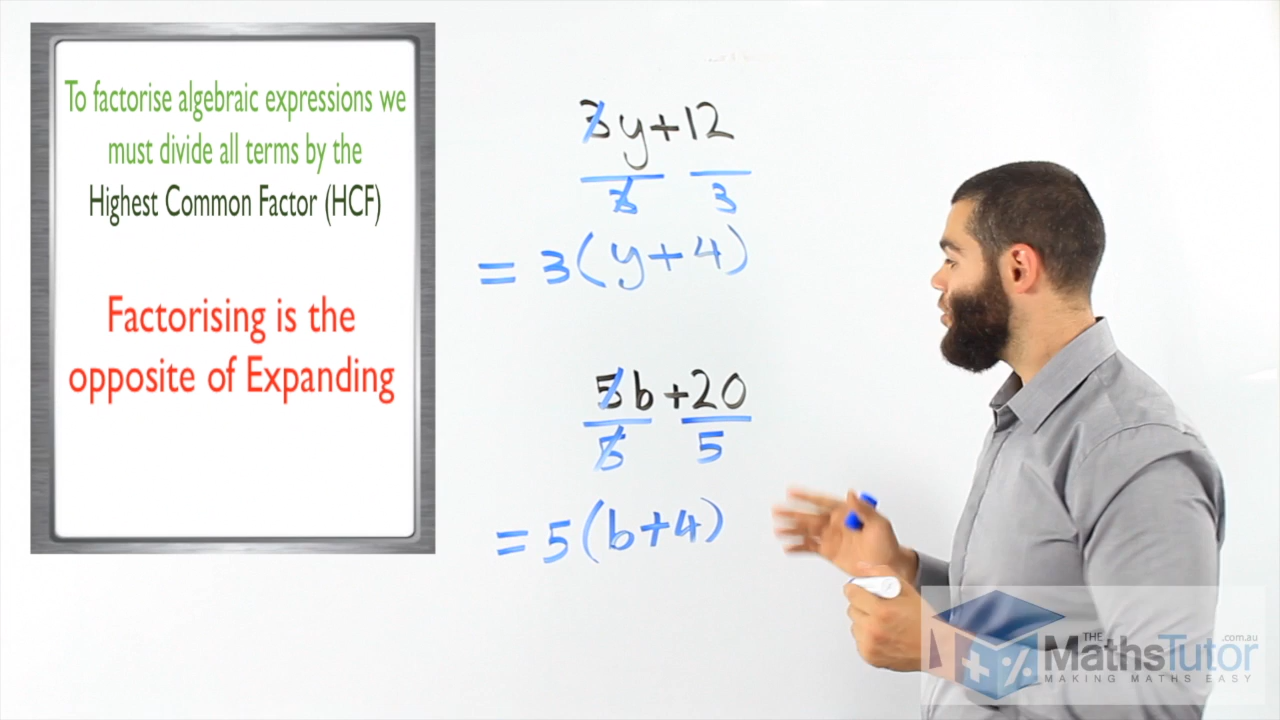 To factorise algebraic expressions we
must divide all terms by the
Highest Common Factor (HCF)
Factorising is the
opposite of Expanding
3y+12
3 3
= 3(y+4)
5b+20
5 5
= 5(b+4)
THE
MathsTutor
.com.au
MAKING MATHS EASY